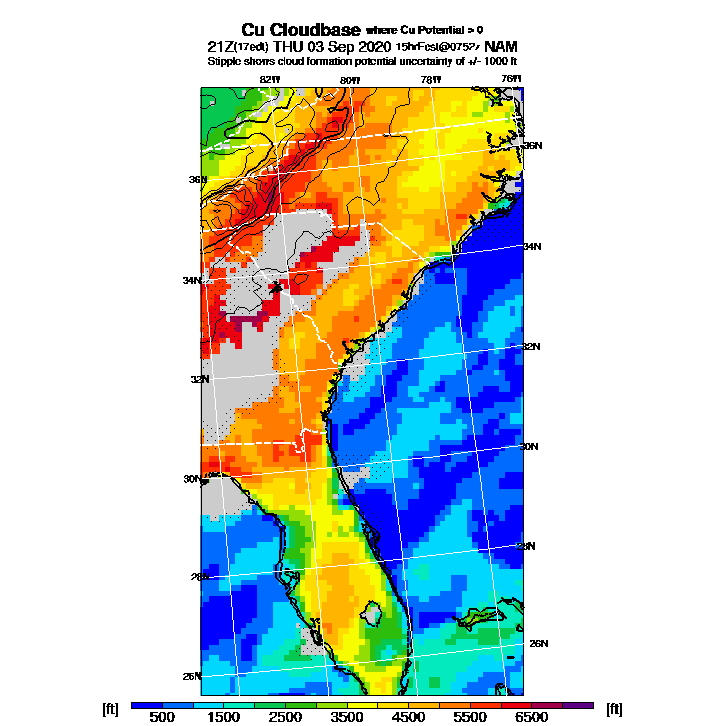 Cu Cloudbase where Cu Potential > 0
21Z(17edt) THU 03 Sep 2020 15hrFcst@0752z NAM
Stipple shows cloud formation potential uncertainty of +/- 1000 ft
82W 80W 78W 76W
36N
36N
34N
34N
32N
32N
30N
30N
28N
28N
26N
26N
[ft] 500 1500 2500 3500 4500 5500 6500 [ft]